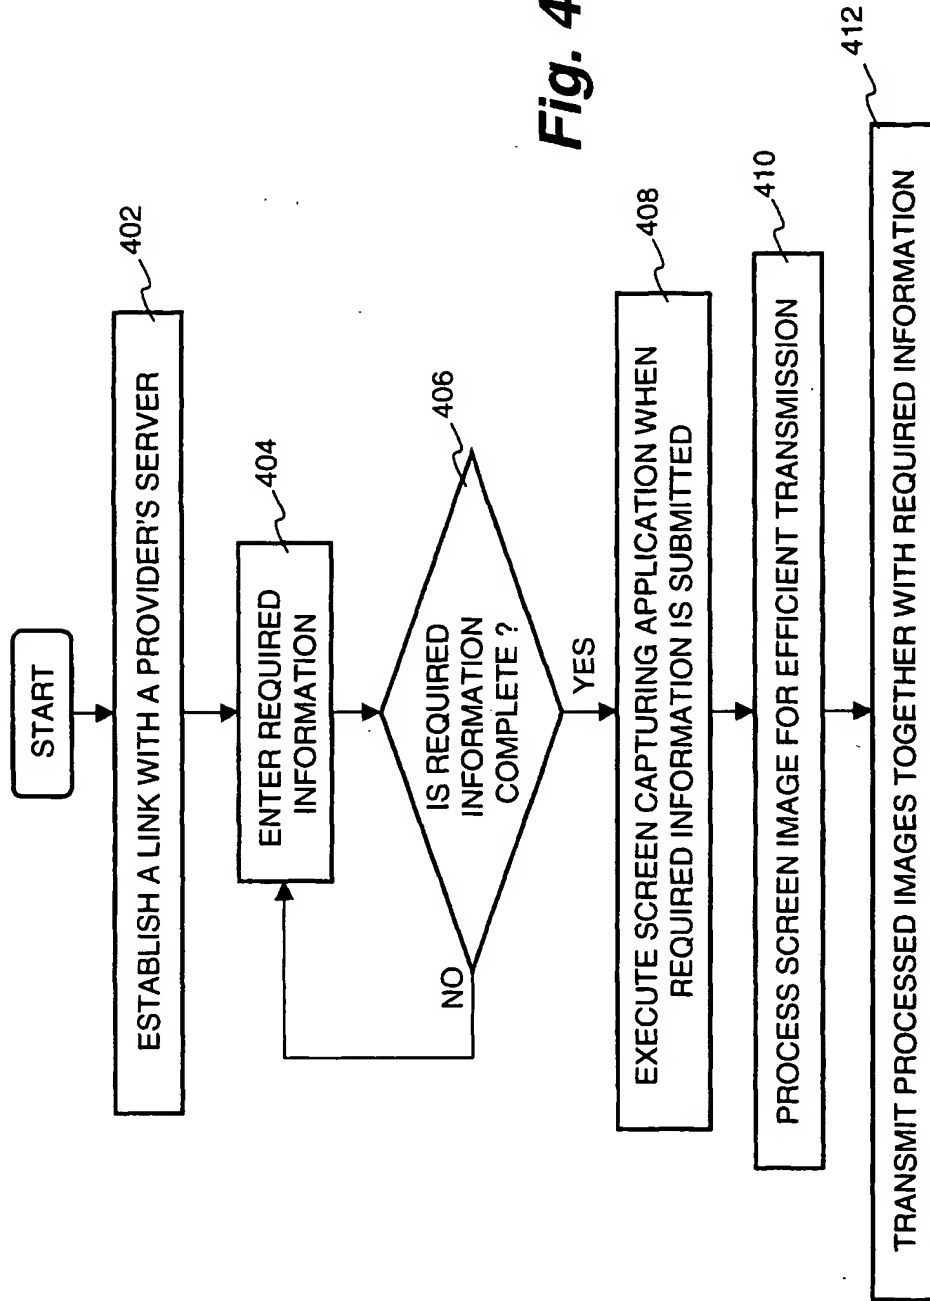 START
ESTABLISH A LINK WITH A PROVIDER'S SERVER
402
ENTER REQUIRED
INFORMATION
404
IS REQUIRED
INFORMATION
COMPLETE ?
406
NO
YES
EXECUTE SCREEN CAPTURING APPLICATION WHEN
REQUIRED INFORMATION IS SUBMITTED
408
PROCESS SCREEN IMAGE FOR EFFICIENT TRANSMISSION
410
TRANSMIT PROCESSED IMAGES TOGETHER WITH REQUIRED INFORMATION
412
Fig. 4